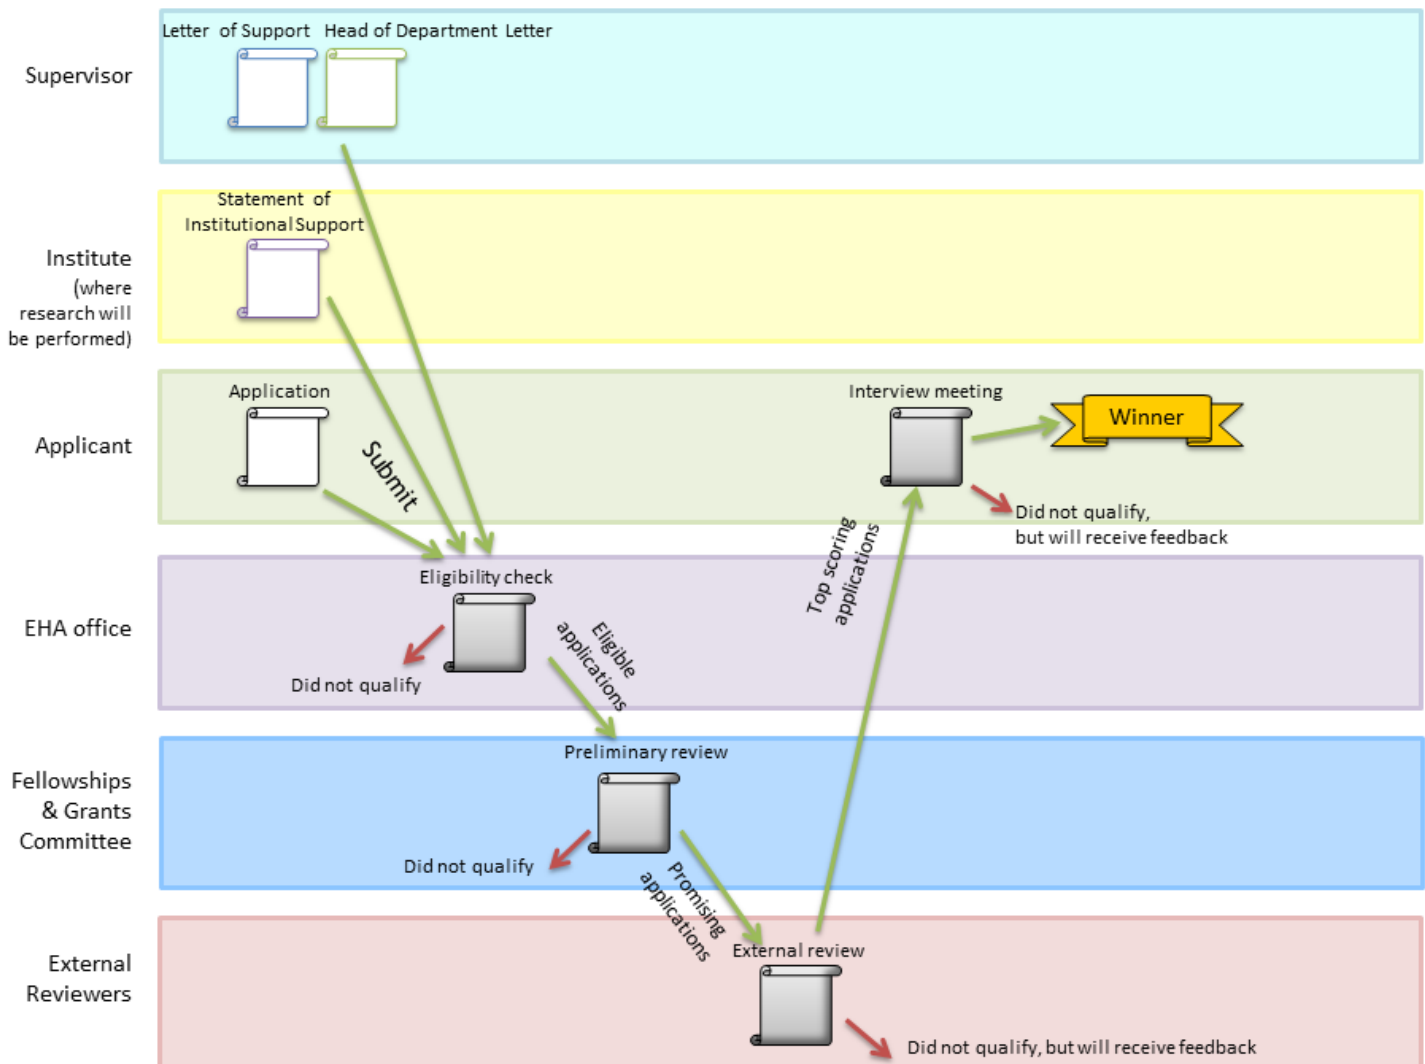 Letter of Support Head of Department Letter
Supervisor
Statement of
Institutional Support
Institute
(where
research will
be performed)
Application
Interview meeting
Winner
Applicant
Submit
Did not qualify,
but will receive feedback
Top scoring
applications
Eligibility check
EHA office
Eligible
applications
Did not qualify
Preliminary review
Fellowships
& Grants
Committee
Did not qualify
Promising
applications
External review
External
Reviewers
Did not qualify, but will receive feedback